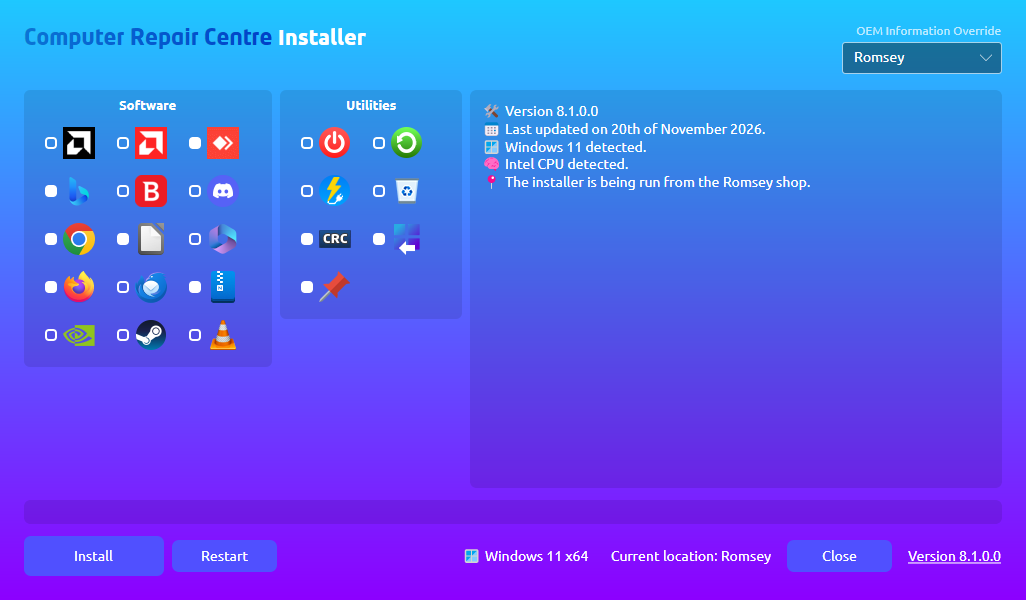 Computer Repair Centre Installer
OEM Information Override
Romsey
Software
Utilities
B
CRC
Version 8.1.0.0
Last updated on 20th of November 2026.
Windows 11 detected.
Intel CPU detected.
The installer is being run from the Romsey shop.
Install
Restart
Windows 11 x64
Current location: Romsey
Close
Version 8.1.0.0